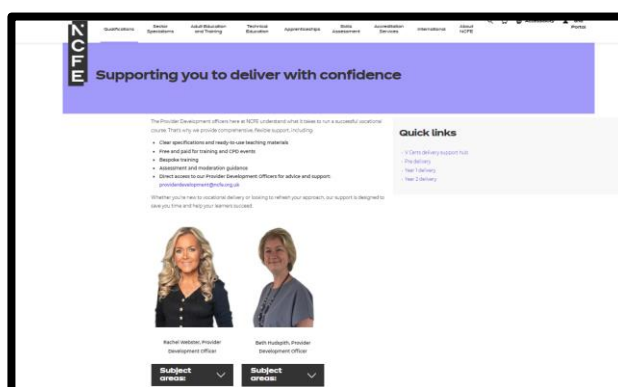 NCFE
Qualifications
Sector Specialisms
Adult Education and Training
Technical Education
Apprenticeships
Skills Assessment
Accreditation Services
International
About NCFE
Portal
Supporting you to deliver with confidence
The Provider Development officers here at NCFE understand what it takes to run a successful vocational
course. That's why we provide comprehensive, flexible support, including:
Clear specifications and ready-to-use teaching materials
Free and paid for training and CPD events
Bespoke training
Assessment and moderation guidance
Direct access to our Provider Development Officers for advice and support.
providerdevelopment@ncfe.org.uk
Whether you're new to vocational delivery or looking to refresh your approach, our support is designed to
save you time and help your learners succeed.
Quick links
V Certs delivery support hub
Pre delivery
Year 1 delivery
Year 2 delivery
Rachel Webster, Provider
Development Officer
Beth Hudspith, Provider
Development Officer
Subject
areas:
Subject
areas: